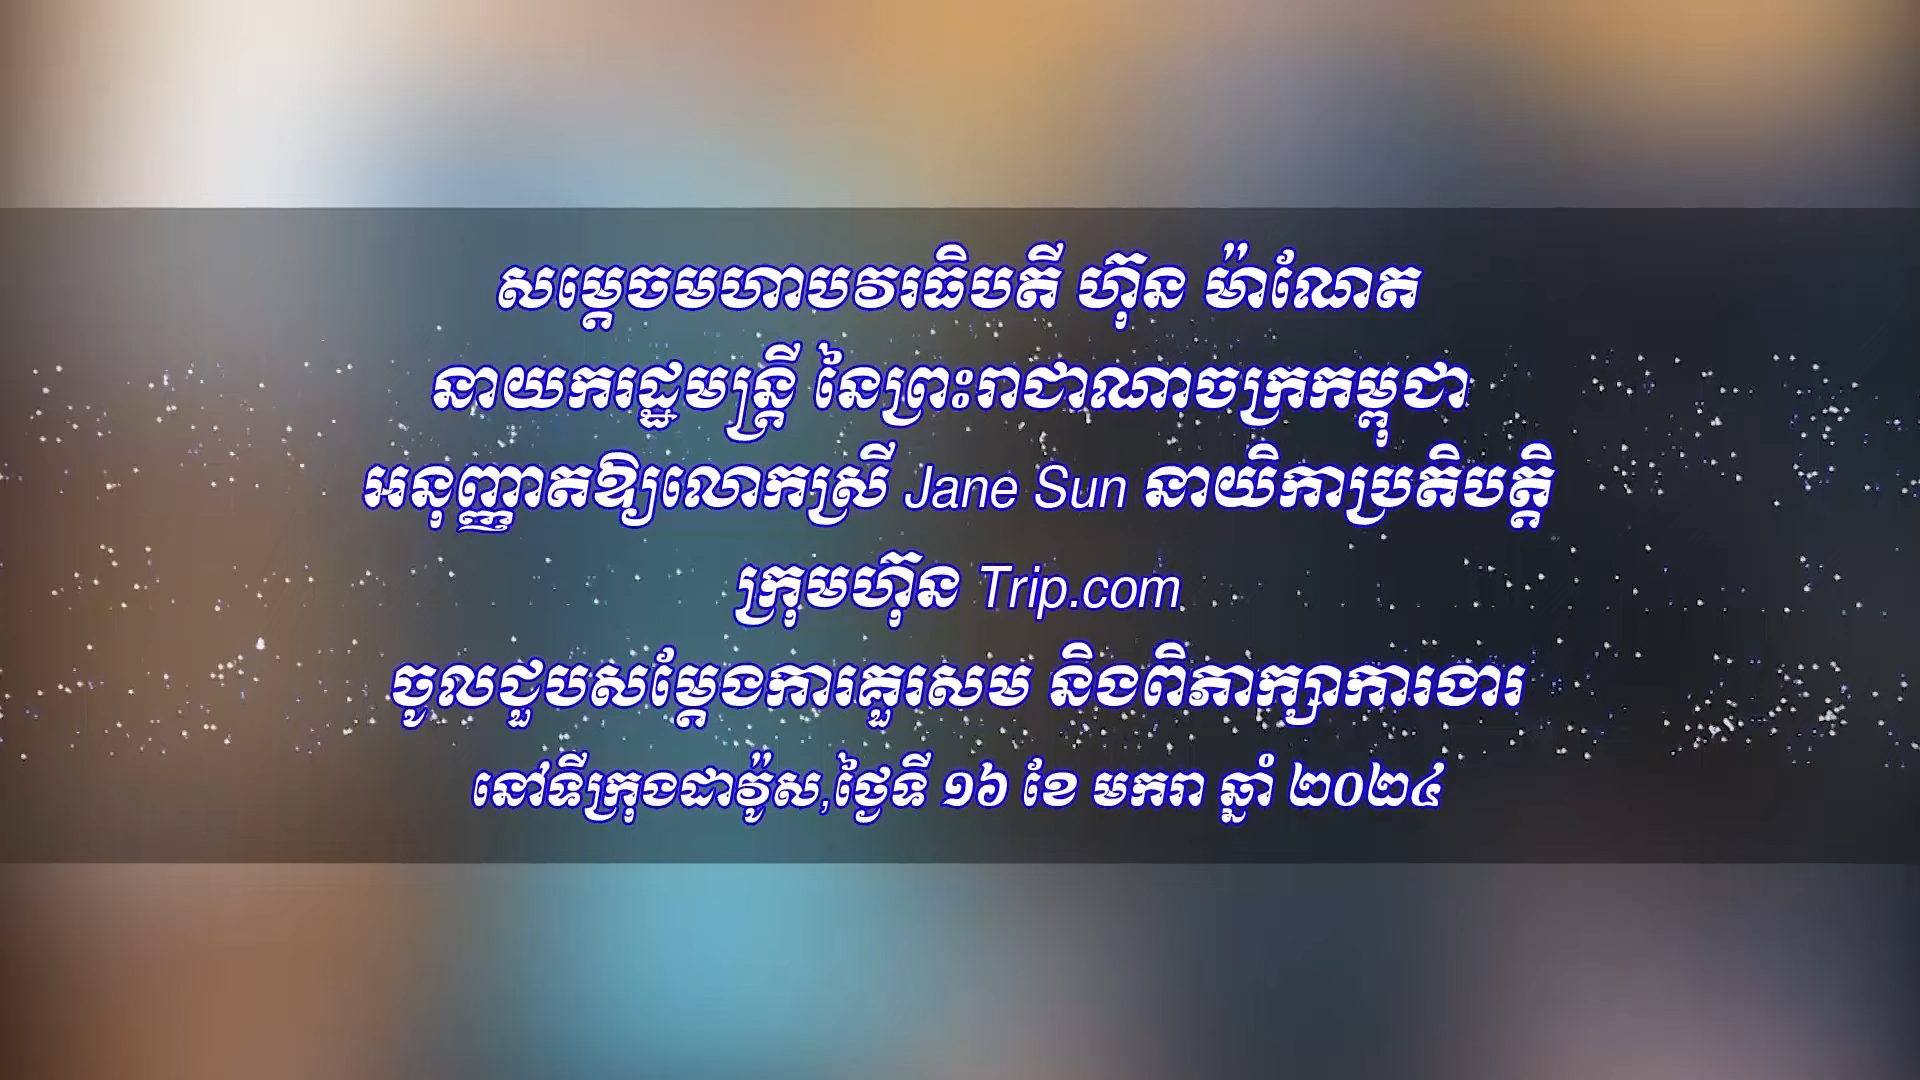 សម្តេចមហាបវរធិបតី ហ៊ុន ម៉ាណែត
នាយករដ្ឋមន្ត្រី នៃព្រះរាជាណាចក្រកម្ពុជា
អនុញ្ញាតឱ្យលោកស្រី Jane Sun នាយិកាប្រតិបត្តិ
ក្រុមហ៊ុន Trip.com
ចូលជួបសម្តែងការគួរសម និងពិភាក្សាការងារ
នៅទីក្រុងដាវ៉ូស,ថ្ងៃទី ១៦ ខែ មករា ឆ្នាំ ២០២៤